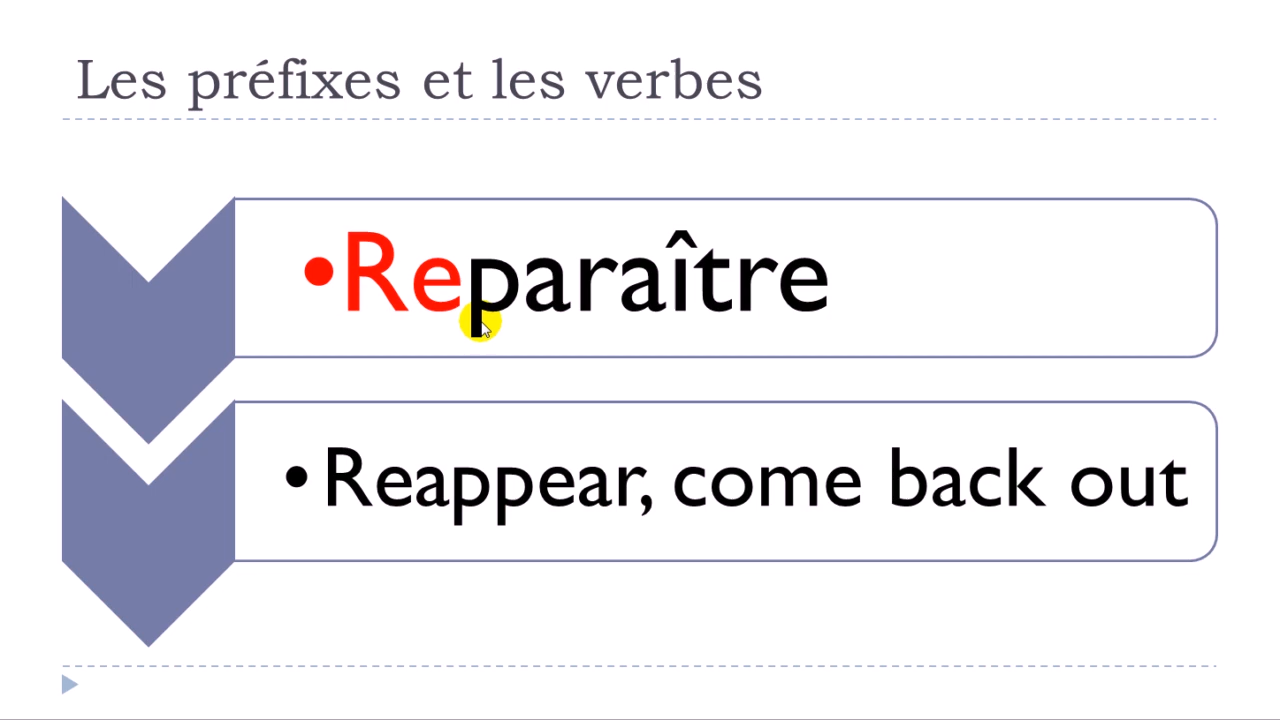 Les préfixes et les verbes
•Reparaître
• Reappear, come back out